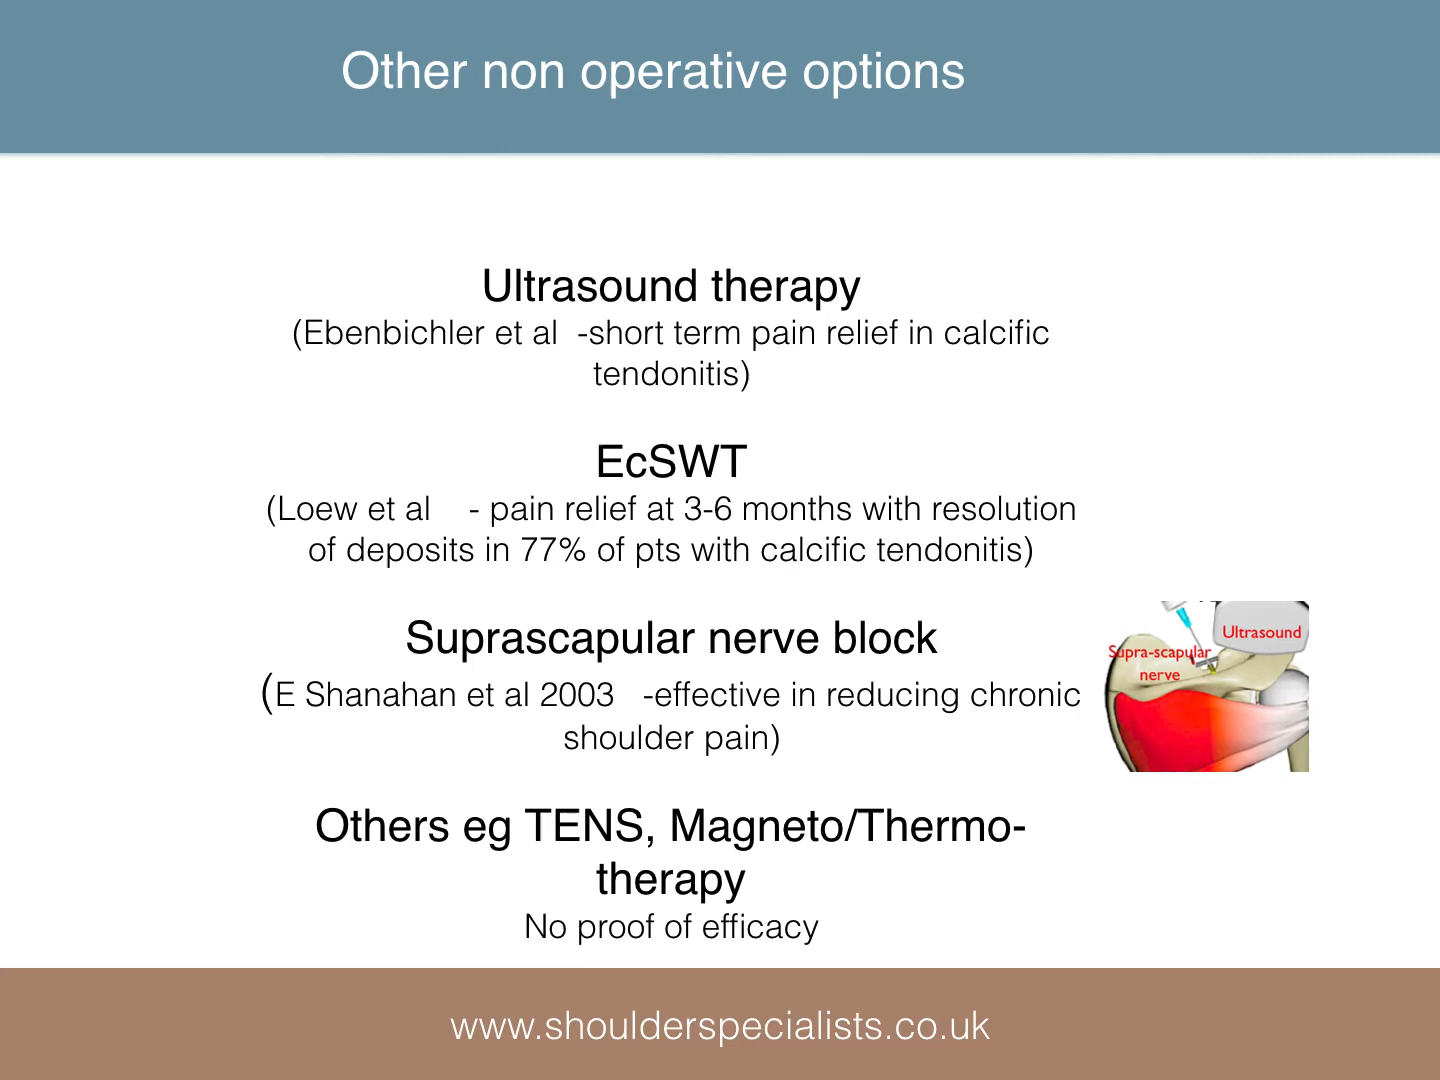 Other non operative options
Ultrasound therapy
(Ebenbichler et al  -short term pain relief in calcific
tendonitis)
EcSWT
(Loew et al    - pain relief at 3-6 months with resolution
of deposits in 77% of pts with calcific tendonitis)
Suprascapular nerve block
(E Shanahan et al 2003   -effective in reducing chronic
shoulder pain)
Ultrasound
Supra-scapular
nerve
Others eg TENS, Magneto/Thermo-
therapy
No proof of efficacy
www.shoulderspecialists.co.uk